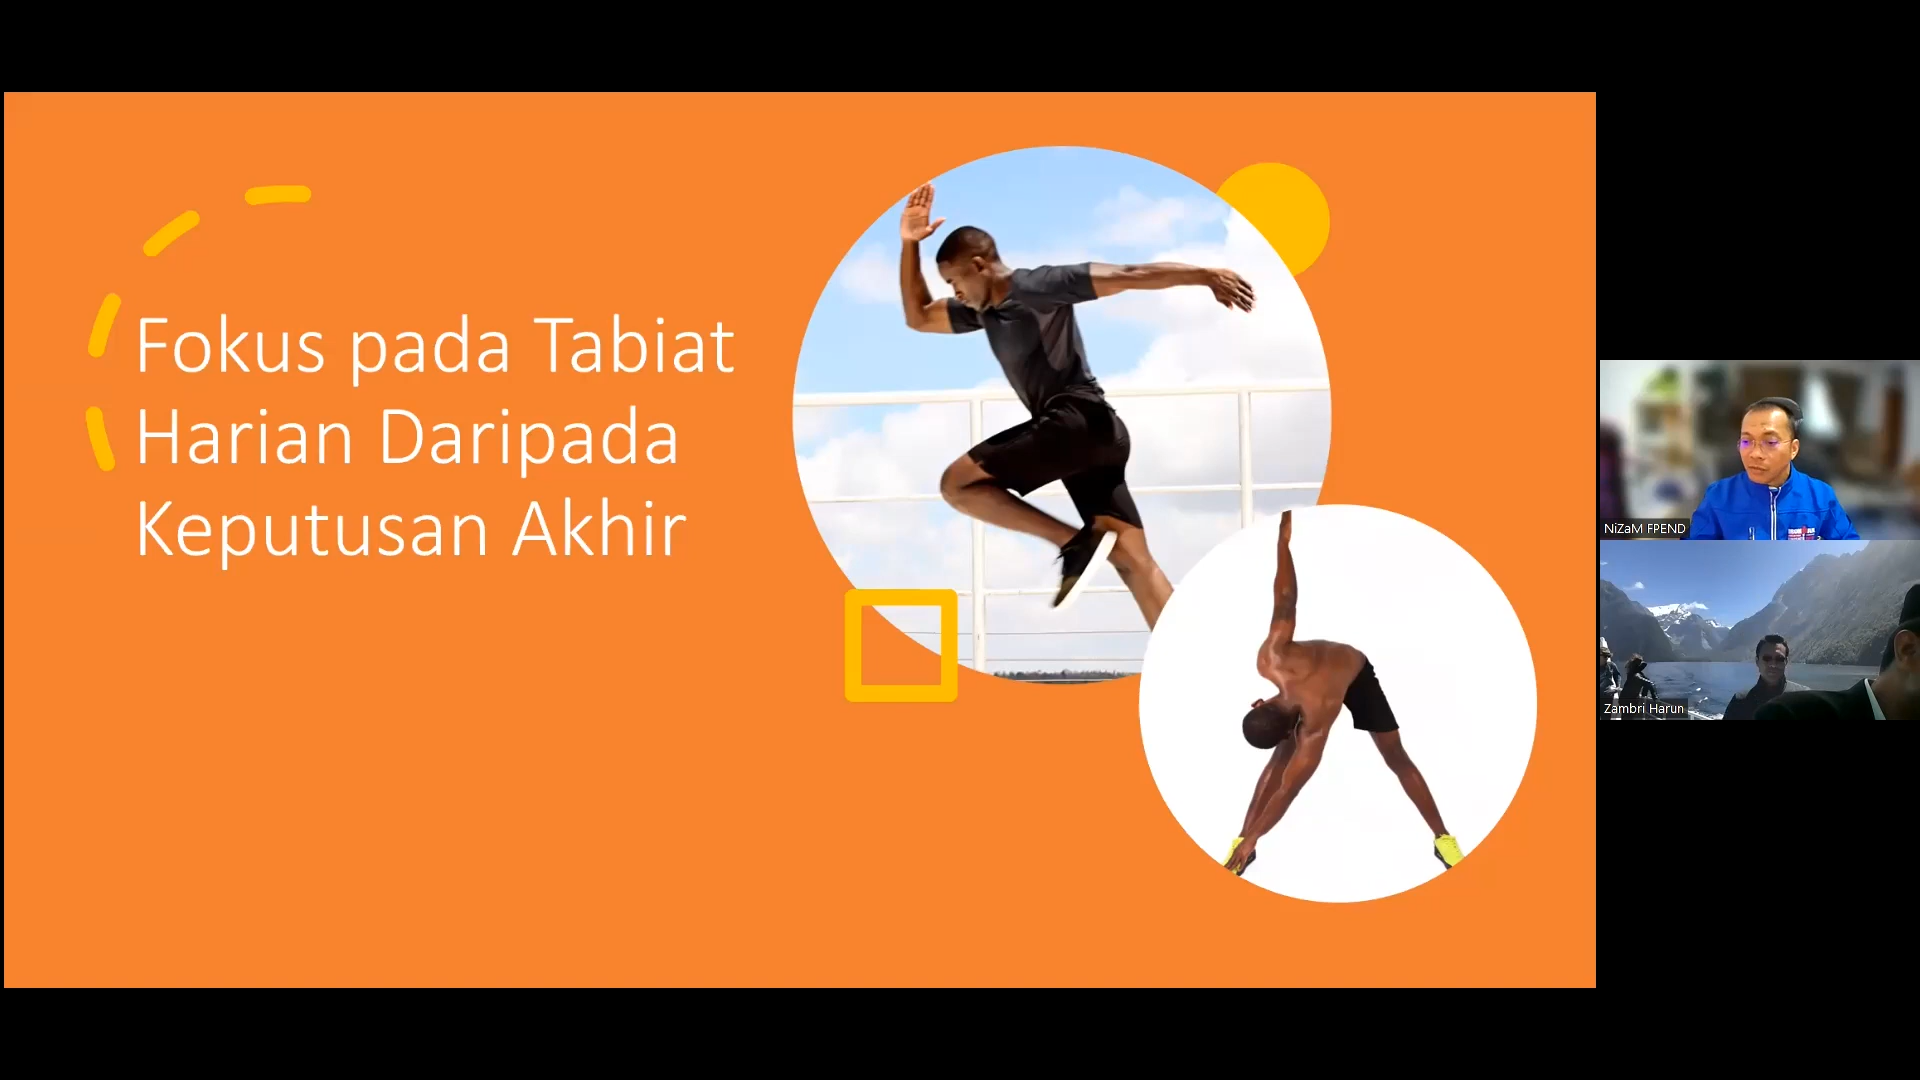 Fokus pada Tabiat
Harian Daripada
Keputusan Akhir
NiZaM FPEND
Zambri Harun